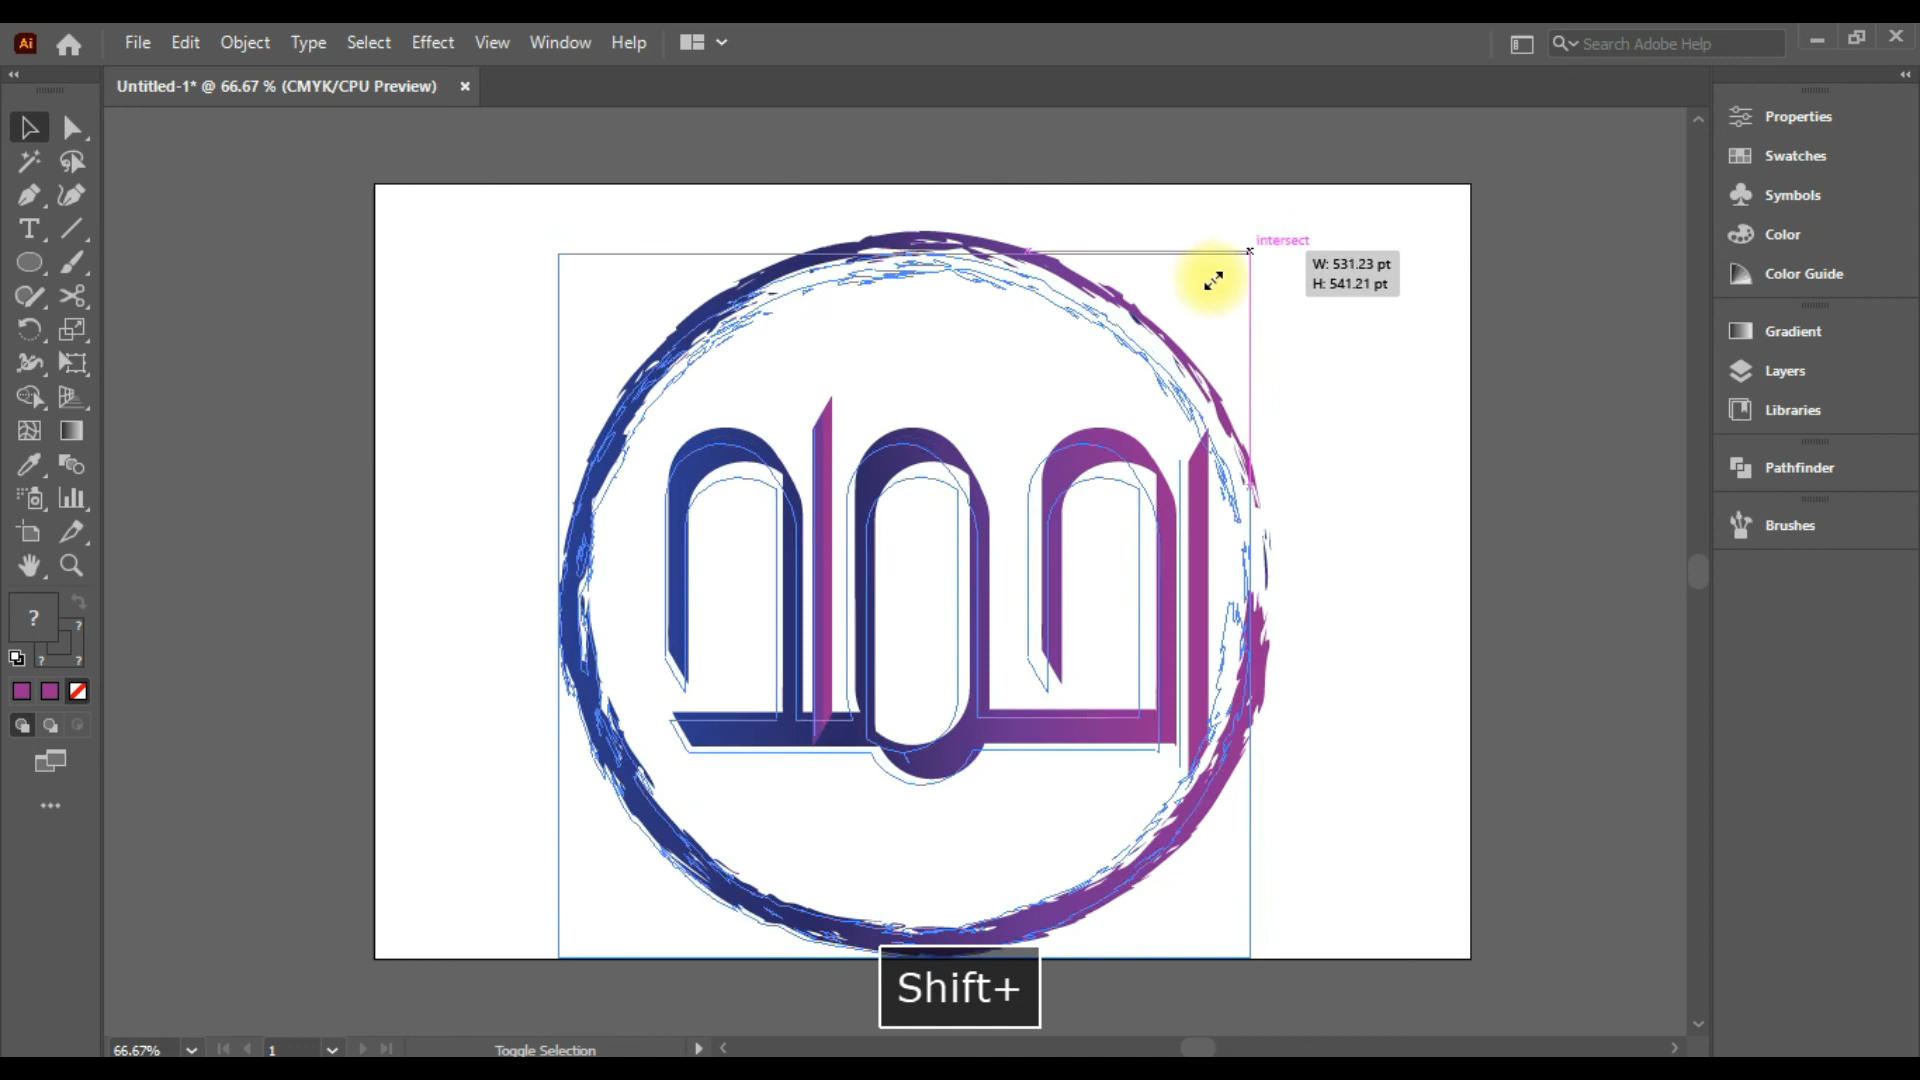 Ai
File Edit Object Type Select Effect View Window Help
Search Adobe Help
Untitled-1* @ 66.67 % (CMYK/CPU Preview) ×
Properties
Swatches
Symbols
Color
Color Guide
Gradient
Layers
Libraries
Pathfinder
Brushes
intersect
W: 531.23 pt
H: 541.21 pt
?
?
?
?
Shift+
66.67%
1
Toggle Selection